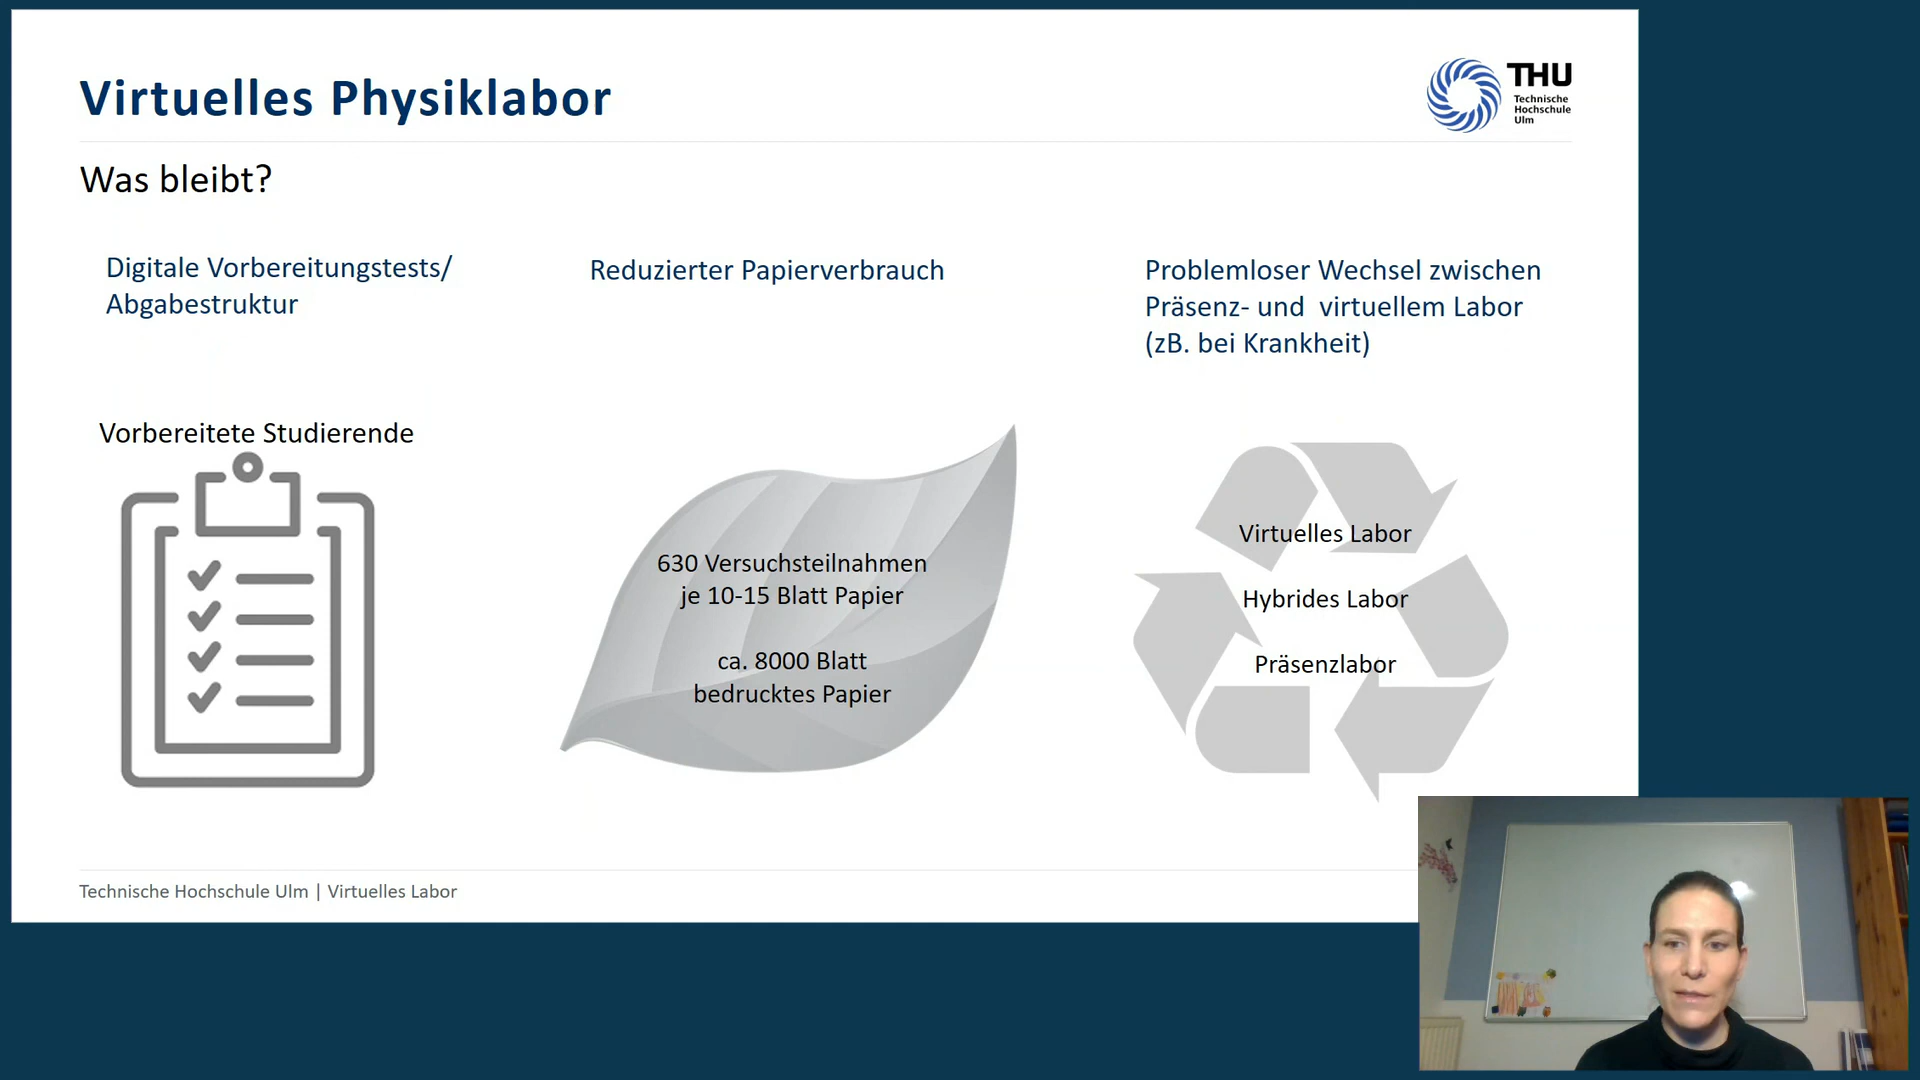 Virtuelles Physiklabor
THU
Technische
Hochschule
Ulm
Was bleibt?
Digitale Vorbereitungstests/
Abgabestruktur
Vorbereitete Studierende
Reduzierter Papierverbrauch
630 Versuchsteilnahmen
je 10-15 Blatt Papier
ca. 8000 Blatt
bedrucktes Papier
Problemloser Wechsel zwischen
Präsenz- und  virtuellem Labor
(zB. bei Krankheit)
Virtuelles Labor
Hybrides Labor
Präsenzlabor
Technische Hochschule Ulm | Virtuelles Labor